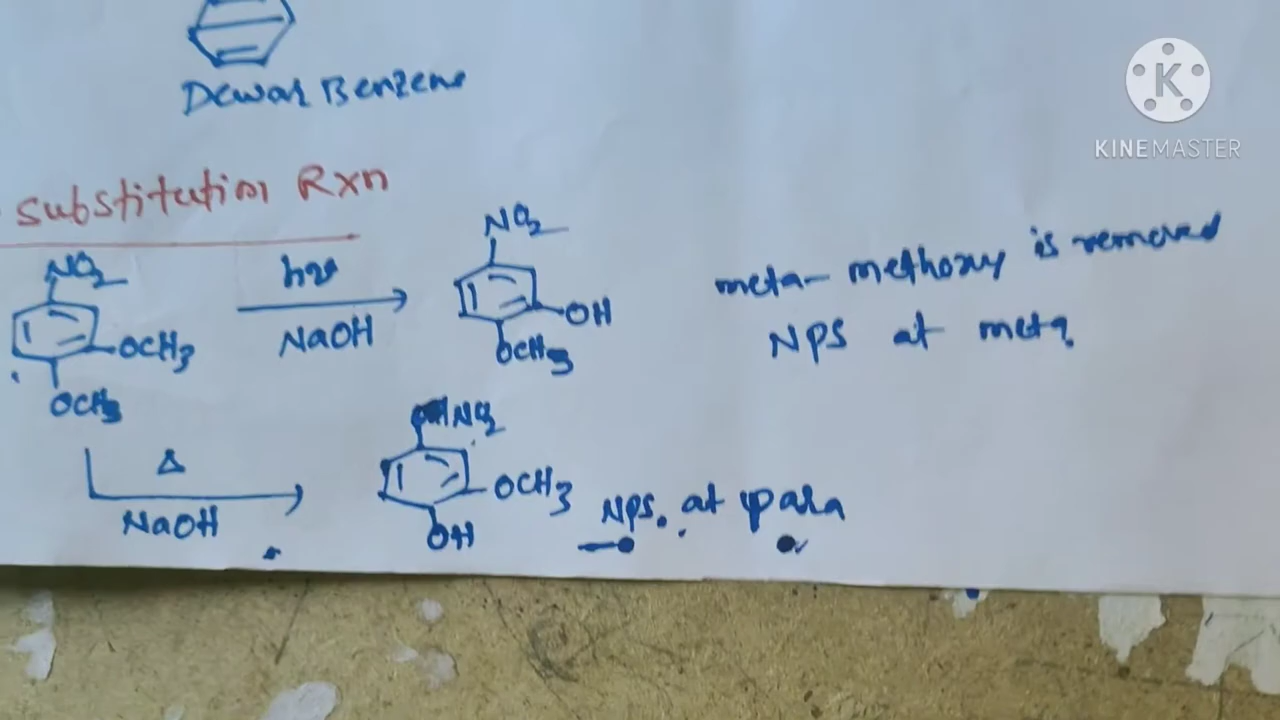 Dewar Benzene
KINEMASTER
substitution Rxn
NO2
hν
NaOH
OCH3
OCH3
NO2
OH
OCH3
meta- methoxy is removed
NPS at meta
Δ
NaOH
NO2
OCH3
OH
NPS. at para